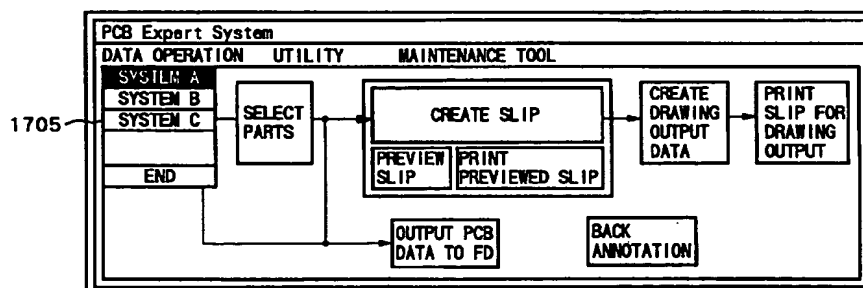 PCB Expert System
DATA OPERATION UTILITY MAINTENANCE TOOL
SYSTEM A
SYSTEM B
SYSTEM C
END
1705
SELECT
PARTS
CREATE SLIP
PREVIEW
SLIP
PRINT
PREVIEWED SLIP
CREATE
DRAWING
OUTPUT
DATA
PRINT
SLIP FOR
DRAWING
OUTPUT
OUTPUT PCB
DATA TO FD
BACK
ANNOTATION